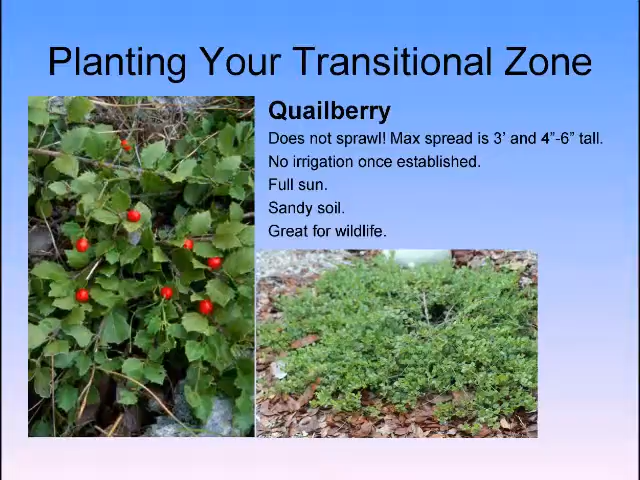 Planting Your Transitional Zone
Quailberry
Does not sprawl! Max spread is 3’ and 4”-6” tall.
No irrigation once established.
Full sun.
Sandy soil.
Great for wildlife.